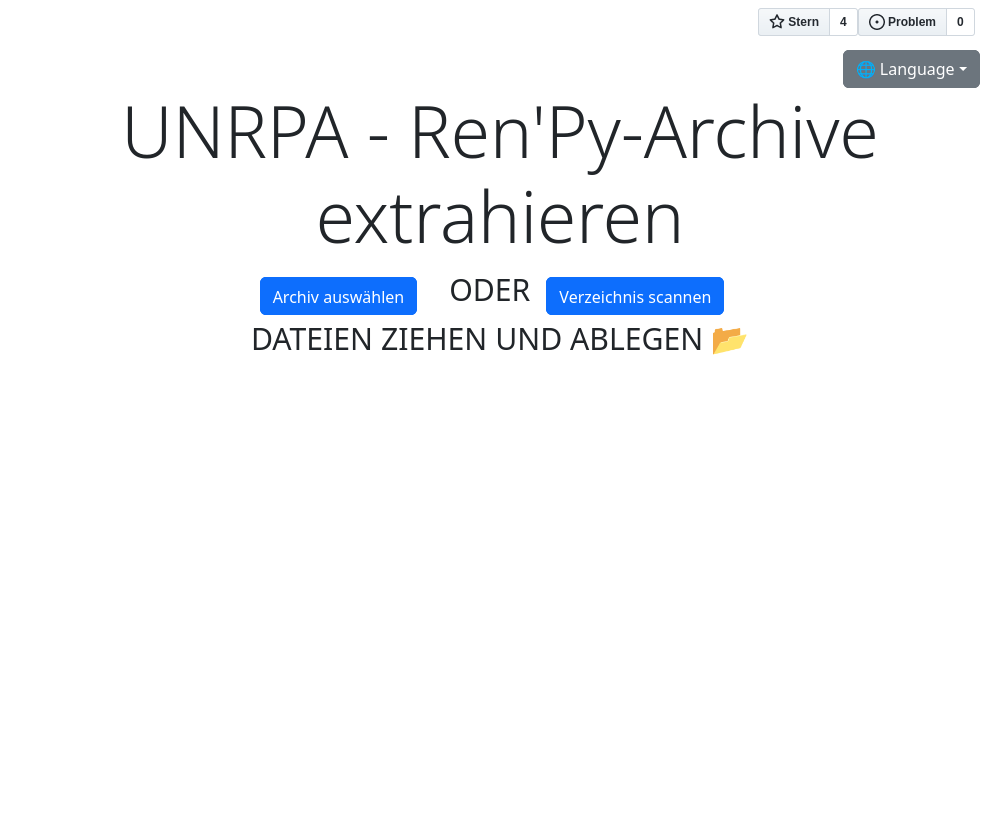 Stern 4 Problem 0
🌐 Language
UNRPA - Ren'Py-Archive
extrahieren
Archiv auswählen ODER Verzeichnis scannen
DATEIEN ZIEHEN UND ABLEGEN 📂